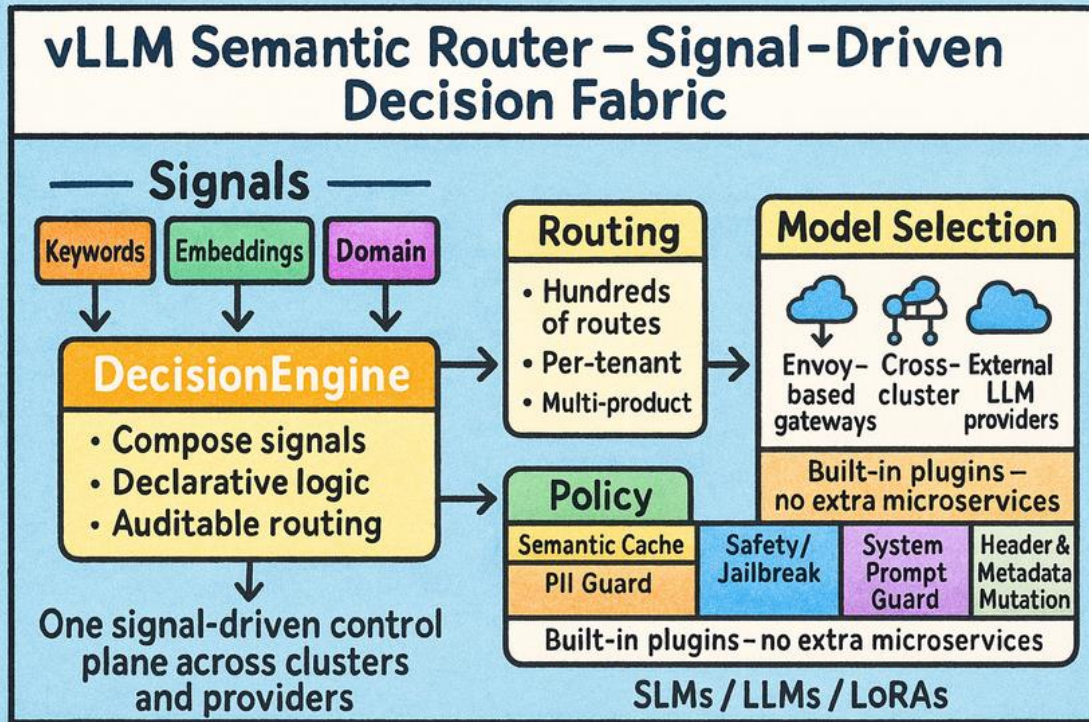 vLLM Semantic Router – Signal-Driven
Decision Fabric
Signals
Keywords
Embeddings
Domain
DecisionEngine
• Compose signals
• Declarative logic
• Auditable routing
One signal-driven control
plane across clusters
and providers
Routing
• Hundreds
of routes
• Per-tenant
• Multi-product
Model Selection
Envoy–
based
gateways
Cross-
cluster
External
LLM
providers
Built-in plugins –
no extra microservices
Policy
Semantic Cache
PII Guard
Safety/
Jailbreak
System
Prompt
Guard
Header &
Metadata
Mutation
Built-in plugins – no extra microservices
SLMs / LLMs / LoRAs